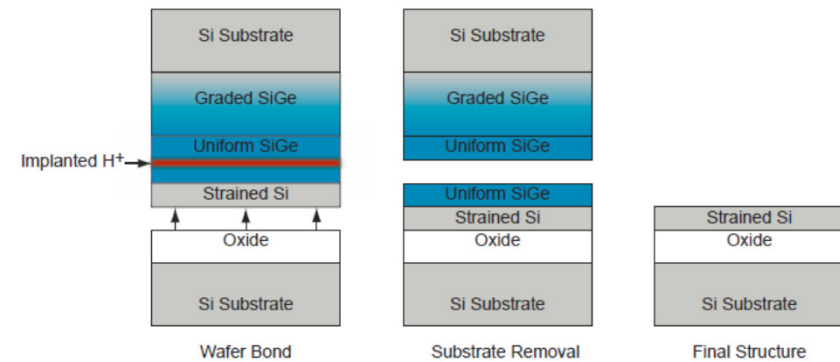 Si Substrate
Graded SiGe
Uniform SiGe
Implanted H+
Strained Si
Oxide
Si Substrate
Wafer Bond
Si Substrate
Graded SiGe
Uniform SiGe
Uniform SiGe
Strained Si
Oxide
Si Substrate
Substrate Removal
Strained Si
Oxide
Si Substrate
Final Structure